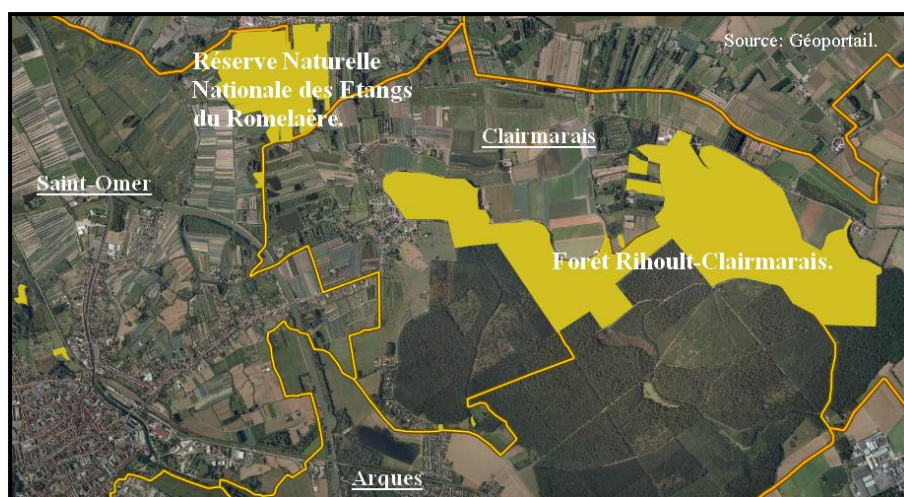 Source: Géoportail.
Réserve Naturelle
Nationale des Etangs
du Romelaëre.
Clairmarais
Saint-Omer
Forêt Rihoult-Clairmarais.
Arques